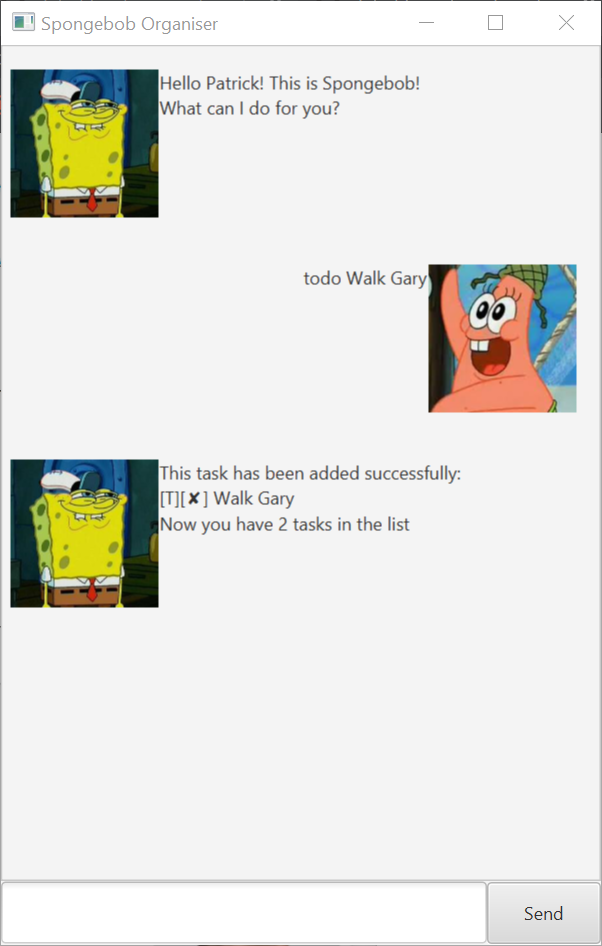 Spongebob Organiser
Hello Patrick! This is Spongebob!
What can I do for you?
todo Walk Gary
This task has been added successfully:
[T][✘] Walk Gary
Now you have 2 tasks in the list
Send